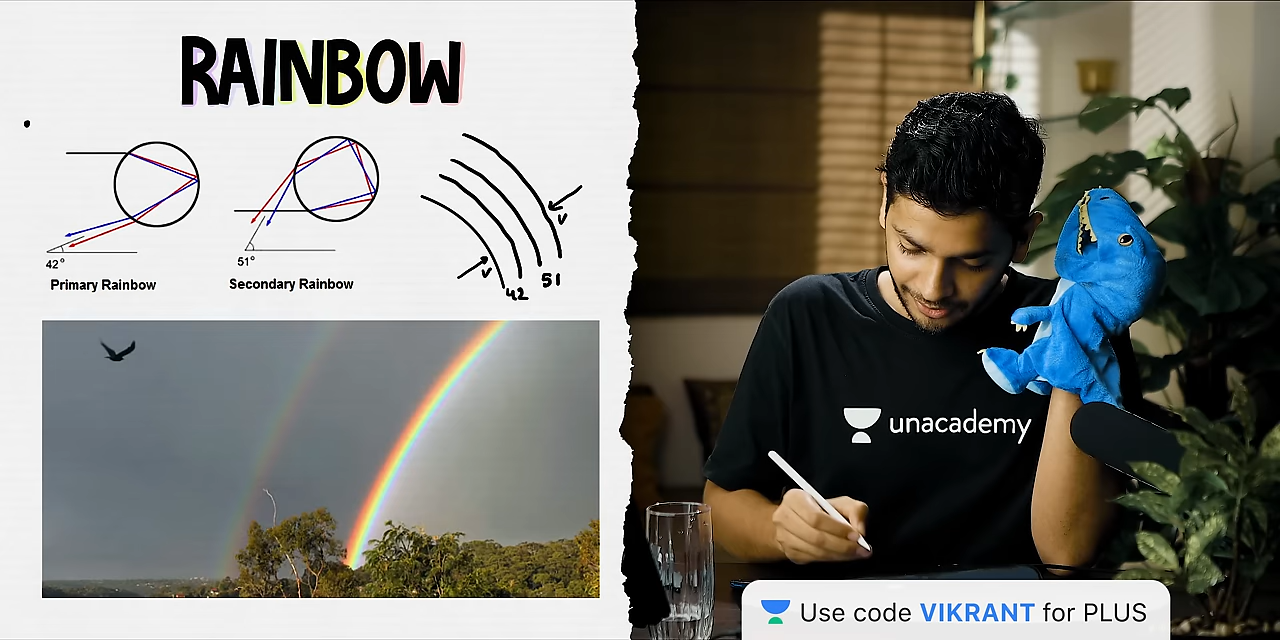 RAINBOW
42°
Primary Rainbow
51°
Secondary Rainbow
V
V
42
51
unacademy
Use code VIKRANT for PLUS